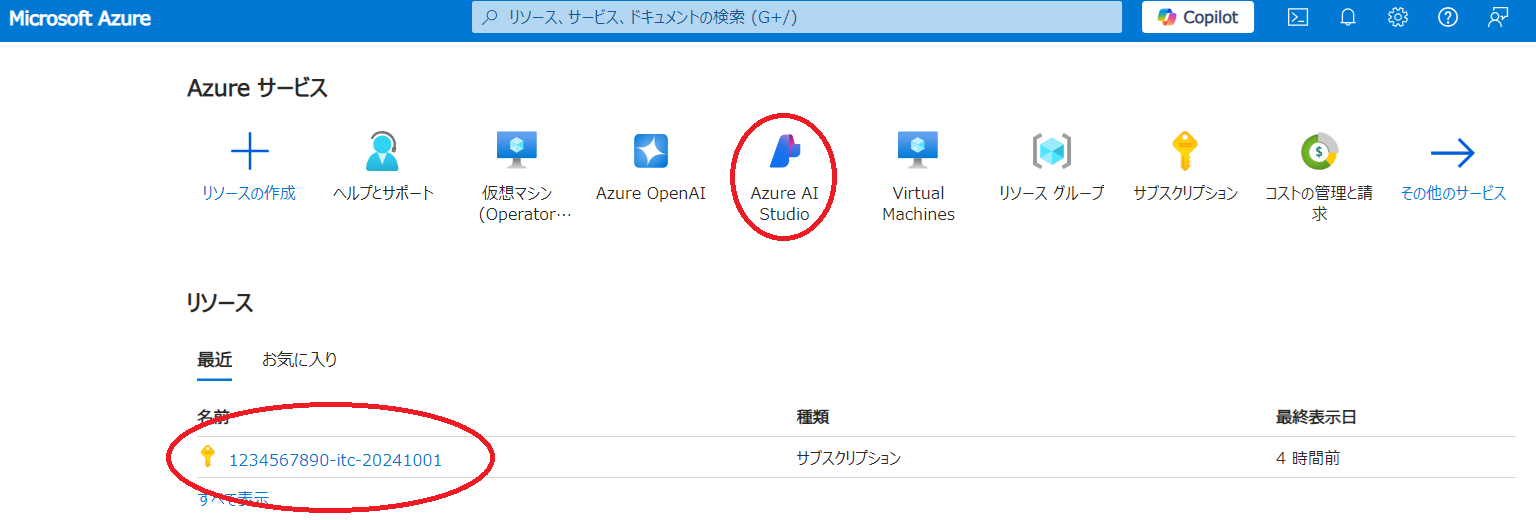 Microsoft Azure
リソース、サービス、ドキュメントの検索 (G+/)
Copilot
Azure サービス
リソースの作成
ヘルプとサポート
仮想マシン
(Operator…
Azure OpenAI
Azure AI
Studio
Virtual
Machines
リソース グループ
サブスクリプション
コストの管理と請
求
その他のサービス
リソース
最近 お気に入り
名前 種類 最終表示日
1234567890-itc-20241001 サブスクリプション 4 時間前
すべて表示